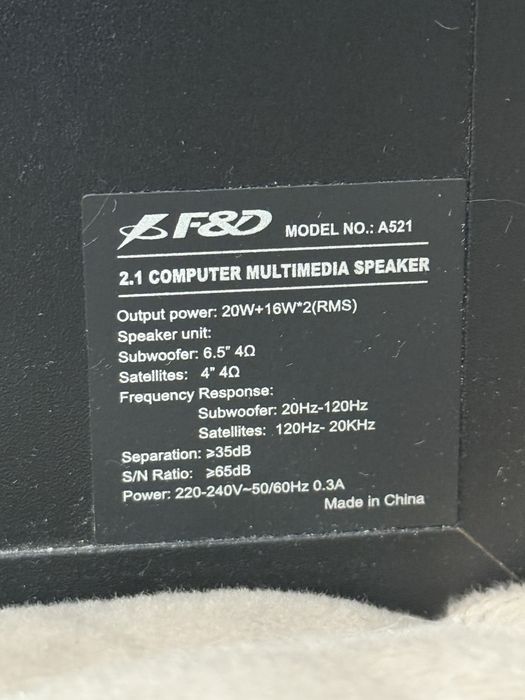 F&D MODEL NO.: A521
2.1 COMPUTER MULTIMEDIA SPEAKER
Output power: 20W+16W*2(RMS)
Speaker unit:
Subwoofer: 6.5" 4Ω
Satellites: 4" 4Ω
Frequency Response:
Subwoofer: 20Hz-120Hz
Satellites: 120Hz- 20KHz
Separation: ≥35dB
S/N Ratio: ≥65dB
Power: 220-240V~50/60Hz 0.3A
Made in China